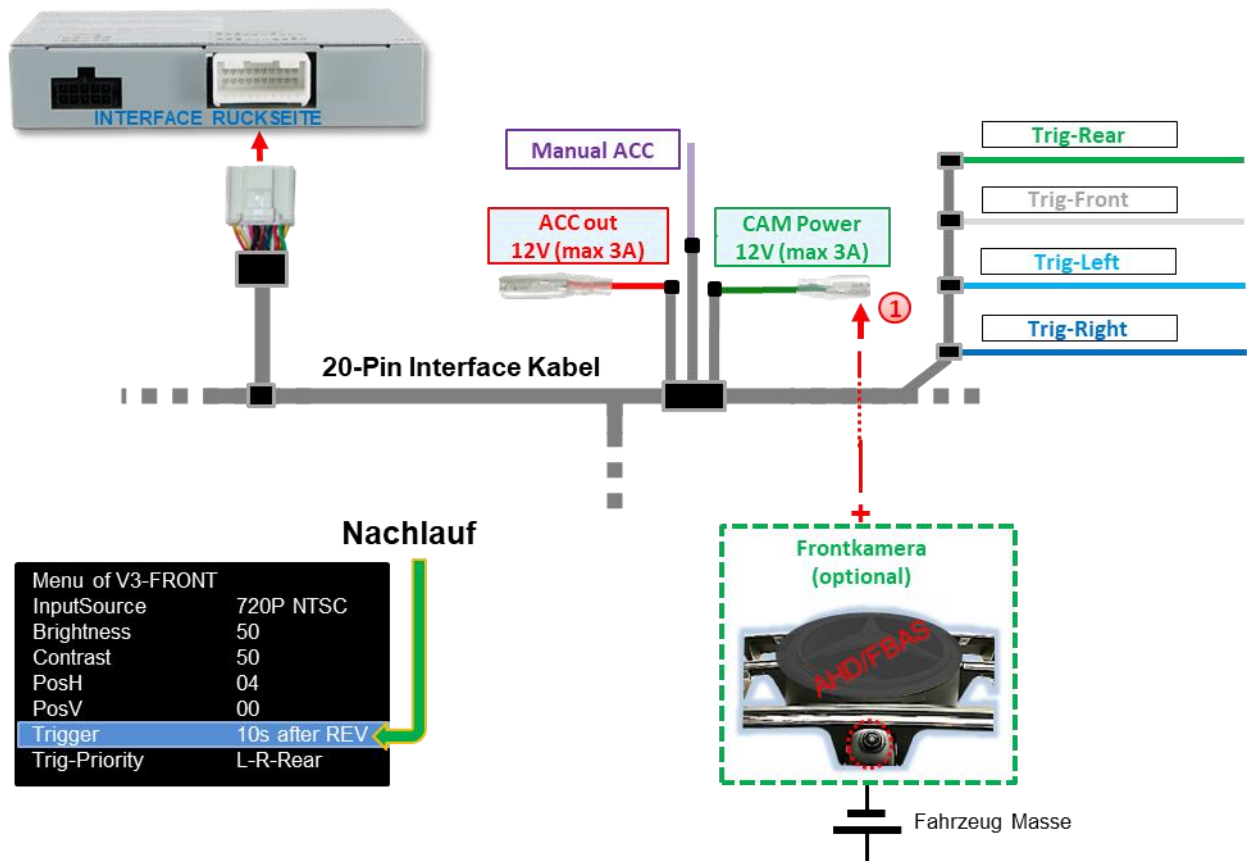 INTERFACE RÜCKSEITE
Manual ACC
ACC out
12V (max 3A)
CAM Power
12V (max 3A)
1
Trig-Rear
Trig-Front
Trig-Left
Trig-Right
20-Pin Interface Kabel
Nachlauf
Menu of V3-FRONT
InputSource 720P NTSC
Brightness 50
Contrast 50
PosH 04
PosV 00
Trigger 10s after REV
Trig-Priority L-R-Rear
+
Frontkamera
(optional)
AHD/FBAS
Fahrzeug Masse